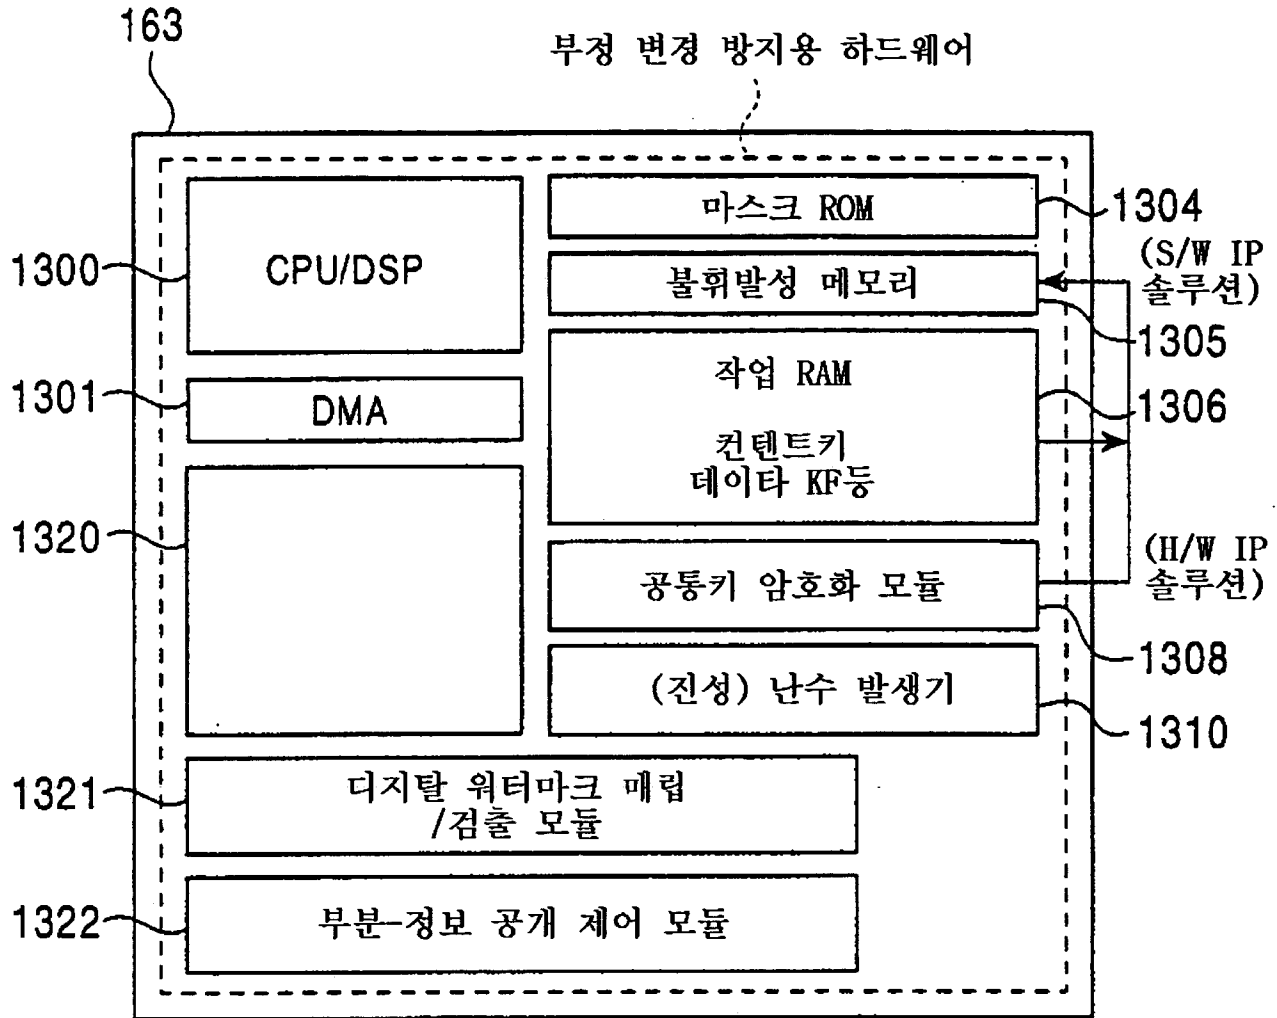 163
부정 변경 방지용 하드웨어
마스크 ROM
1304
1300
CPU/DSP
불휘발성 메모리
(S/W IP
솔루션)
1305
1301
DMA
작업 RAM
1306
컨텐트키
데이타 KF등
1320
공통키 암호화 모듈
(H/W IP
솔루션)
1308
(진성) 난수 발생기
1310
1321
디지탈 워터마크 매립
/검출 모듈
1322
부분-정보 공개 제어 모듈